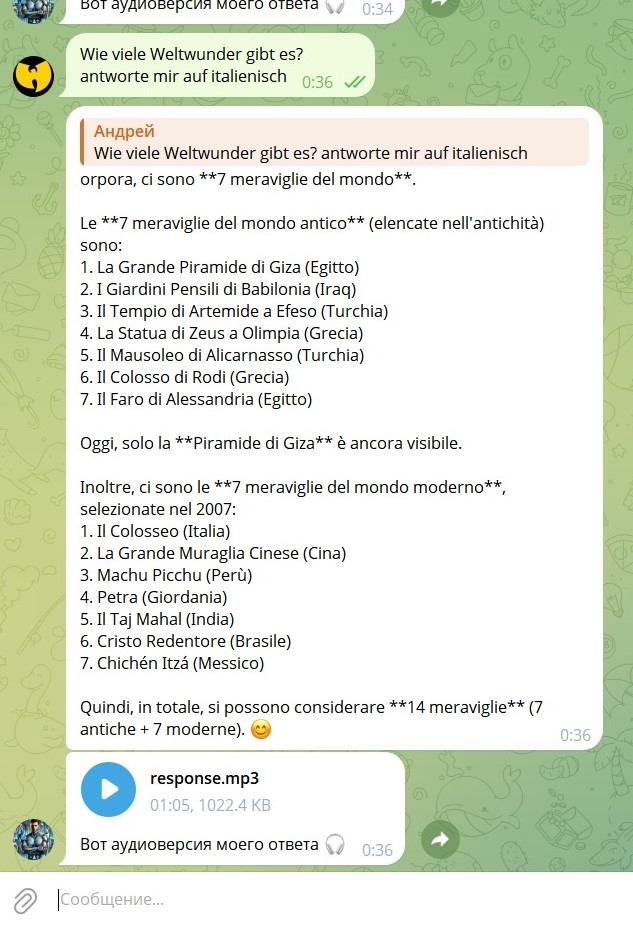 Вот аудиоверсия моего ответа 🎧 0:34
Wie viele Weltwunder gibt es?
antworte mir auf italienisch 0:36
Андрей
Wie viele Weltwunder gibt es? antworte mir auf italienisch
orpora, ci sono **7 meraviglie del mondo**.
Le **7 meraviglie del mondo antico** (elencate nell'antichità)
sono:
1. La Grande Piramide di Giza (Egitto)
2. I Giardini Pensili di Babilonia (Iraq)
3. Il Tempio di Artemide a Efeso (Turchia)
4. La Statua di Zeus a Olimpia (Grecia)
5. Il Mausoleo di Alicarnasso (Turchia)
6. Il Colosso di Rodi (Grecia)
7. Il Faro di Alessandria (Egitto)
Oggi, solo la **Piramide di Giza** è ancora visibile.
Inoltre, ci sono le **7 meraviglie del mondo moderno**,
selezionate nel 2007:
1. Il Colosseo (Italia)
2. La Grande Muraglia Cinese (Cina)
3. Machu Picchu (Perù)
4. Petra (Giordania)
5. Il Taj Mahal (India)
6. Cristo Redentore (Brasile)
7. Chichén Itzá (Messico)
Quindi, in totale, si possono considerare **14 meraviglie** (7
antiche + 7 moderne). 😊 0:36
response.mp3
01:05, 1022.4 KB
Вот аудиоверсия моего ответа 🎧 0:36
Сообщение...